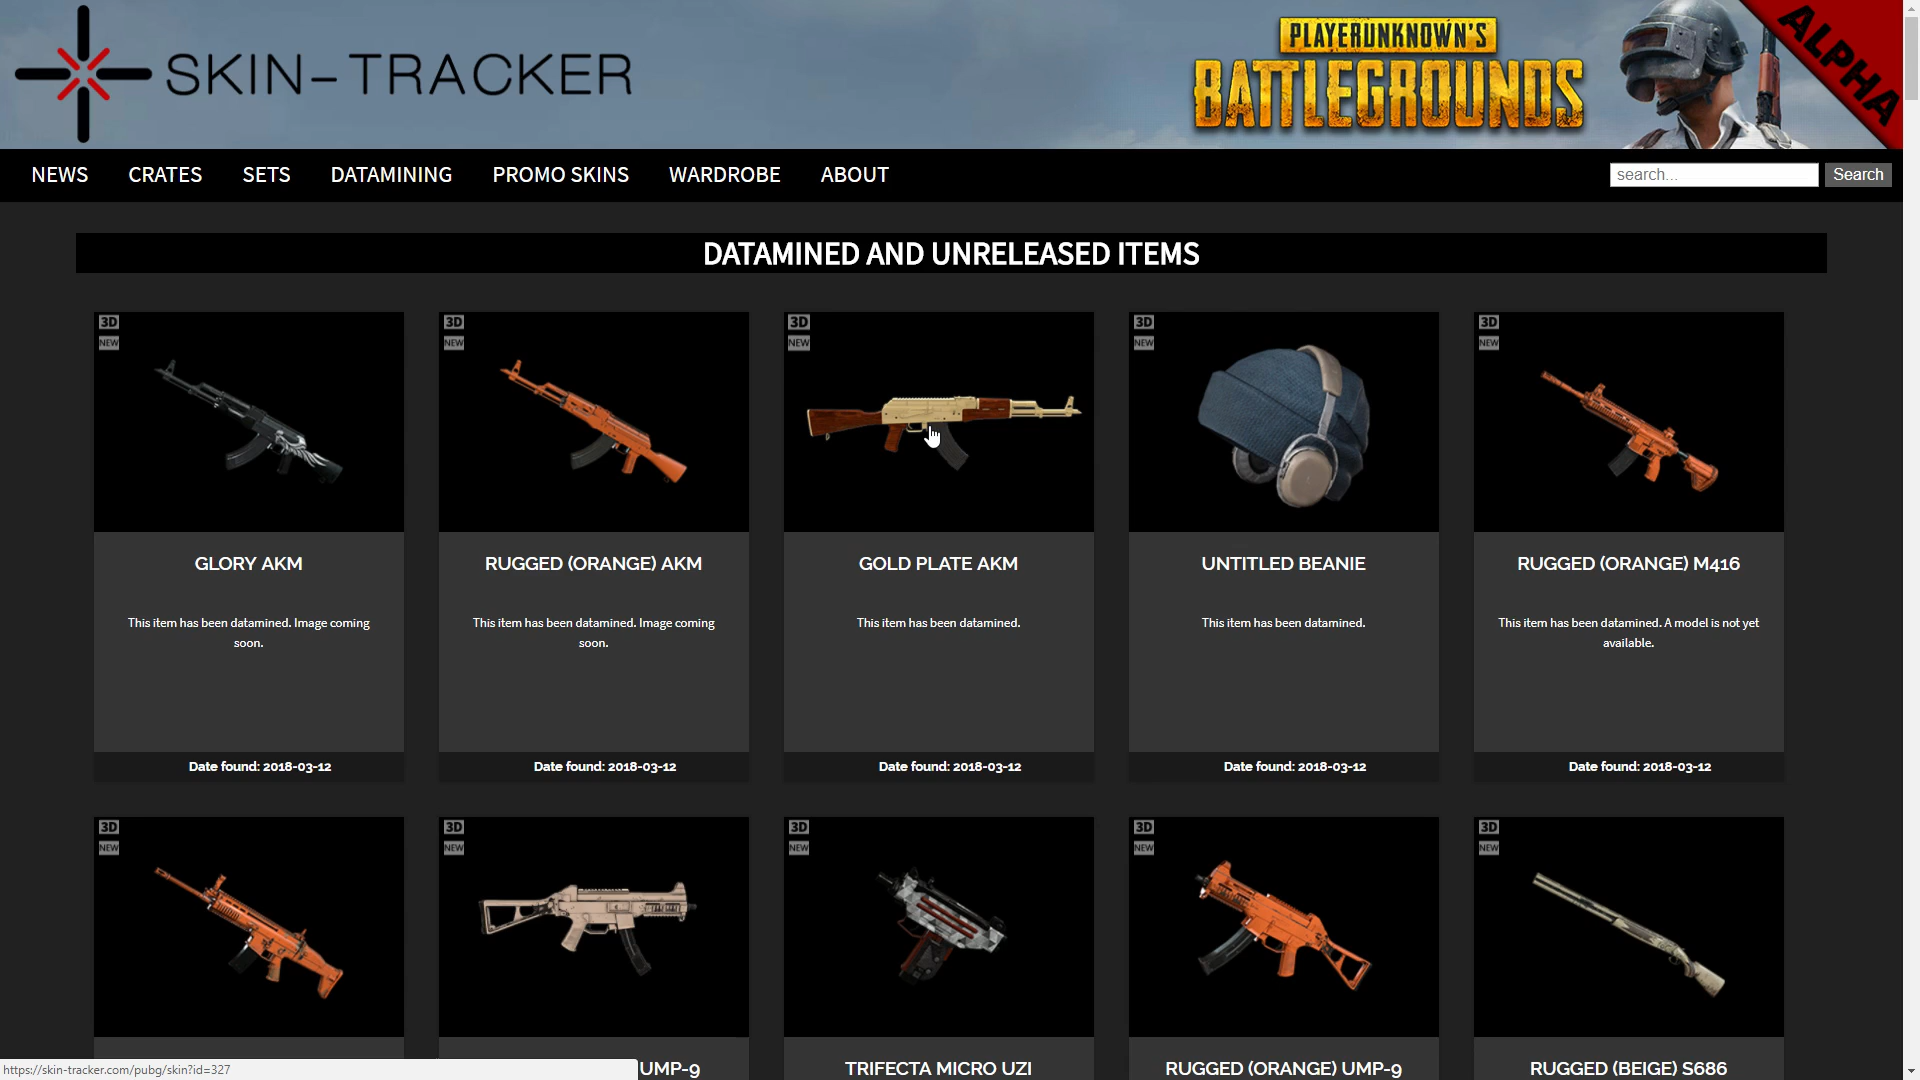 SKIN-TRACKER
PLAYERUNKNOWN'S
BATTLEGROUNDS
ALPHA
NEWS CRATES SETS DATAMINING PROMO SKINS WARDROBE ABOUT
search... Search
DATAMINED AND UNRELEASED ITEMS
3D
NEW
3D
NEW
3D
NEW
3D
NEW
3D
NEW
GLORY AKM
This item has been datamined. Image coming
soon.
Date found: 2018-03-12
RUGGED (ORANGE) AKM
This item has been datamined. Image coming
soon.
Date found: 2018-03-12
GOLD PLATE AKM
This item has been datamined.
Date found: 2018-03-12
UNTITLED BEANIE
This item has been datamined.
Date found: 2018-03-12
RUGGED (ORANGE) M416
This item has been datamined. A model is not yet
available.
Date found: 2018-03-12
3D
NEW
3D
NEW
3D
NEW
3D
NEW
3D
NEW
UMP-9
TRIFECTA MICRO UZI
RUGGED (ORANGE) UMP-9
RUGGED (BEIGE) S686
https://skin-tracker.com/pubg/skin?id=327